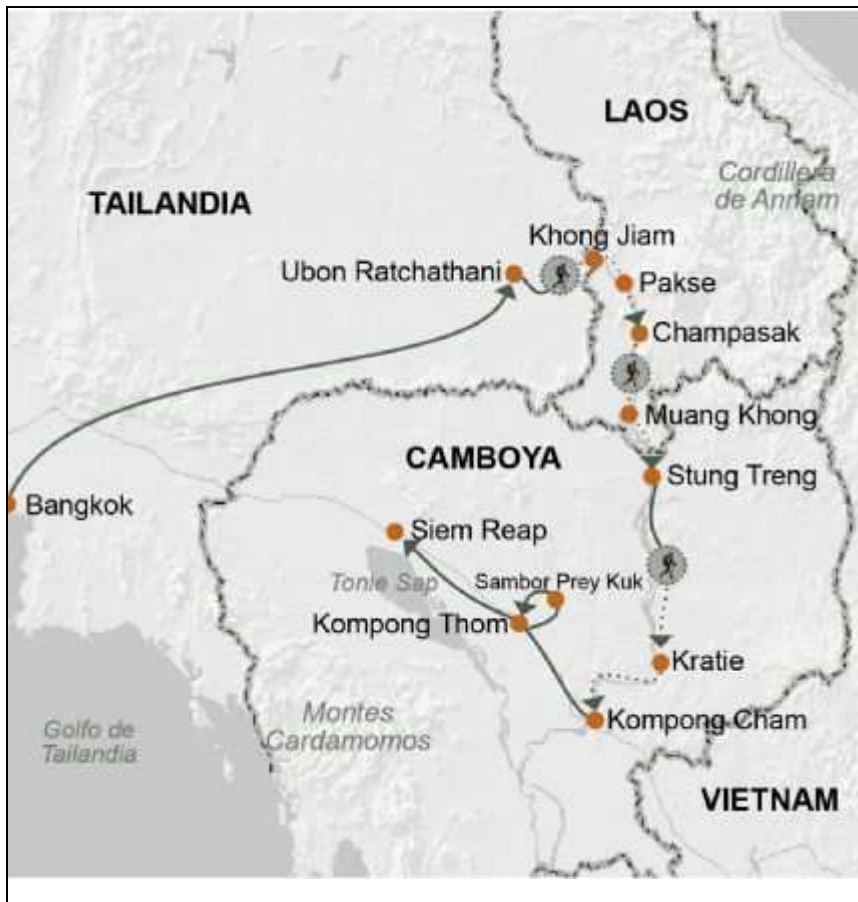 LAOS
Cordillera
de Annam
TAILANDIA
Khong Jiam
Ubon Ratchathani
Pakse
Champasak
Muang Khong
CAMBOYA
Stung Treng
Bangkok
Siem Reap
Tonle Sap
Sambor Prey Kuk
Kompong Thom
Kratie
Montes
Cardamomos
Kompong Cham
Golfo de
Tailandia
VIETNAM